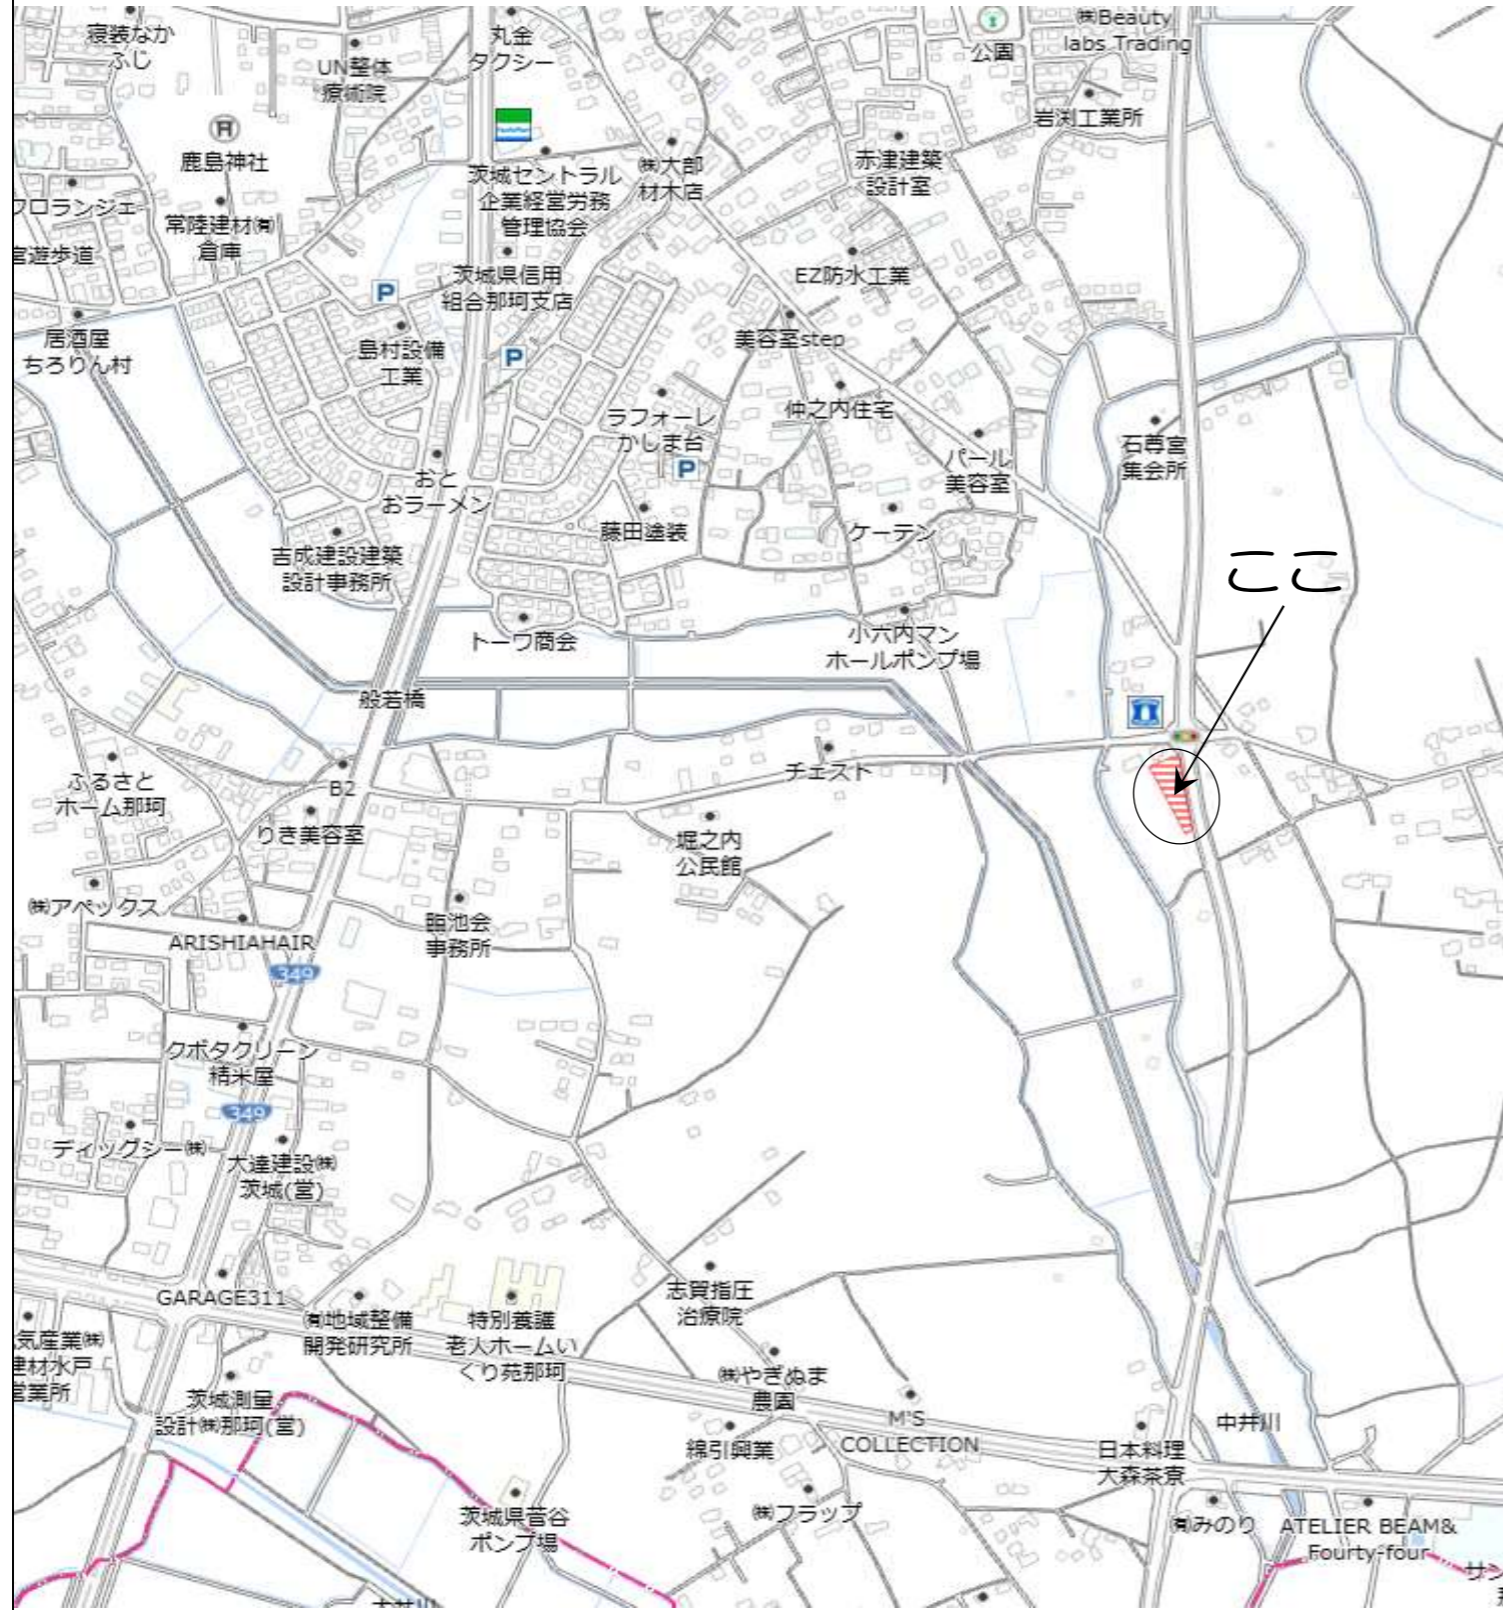 寝装なか
ふじ
UN整体
療術院
丸金
タクシー
公園
㈱Beauty
labs Trading
岩渕工業所
鹿島神社
茨城セントラル
企業経営労務
管理協会
㈱大部
材木店
赤津建築
設計室
フロランジェ
常陸建材㈲
倉庫
宮遊歩道
P
茨城県信用
組合那珂支店
EZ防水工業
居酒屋
ちろりん村
島村設備
工業
P
美容室step
仲之内住宅
ラフォーレ
かしま台
P
石尊宮
集会所
パール
美容室
おと
おラーメン
藤田塗装
ケーテン
吉成建設建築
設計事務所
ここ
トーワ商会
小六内マン
ホールポンプ場
般若橋
チェスト
ふるさと
ホーム那珂
B2
りき美容室
堀之内
公民館
㈱アペックス
臨池会
事務所
ARISHIAHAIR
349
クボタクリーン
精米屋
349
ディッグシー㈱
大達建設㈱
茨城(営)
GARAGE311
㈲地域整備
開発研究所
特別養護
老人ホームい
くり苑那珂
志賀指圧
治療院
気産業㈱
建材水戸
営業所
茨城測量
設計㈱那珂(営)
㈱やぎぬま
農園
M'S
COLLECTION
綿引興業
日本料理
大森茶寮
中井川
茨城県菅谷
ポンプ場
㈱フラップ
㈲みのり
ATELIER BEAM&
Fourty-four
サン